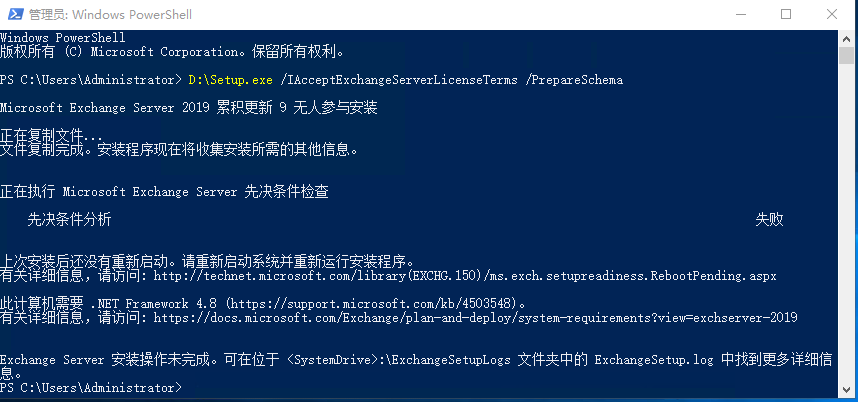 管理员: Windows PowerShell
Windows PowerShell
版权所有 (C) Microsoft Corporation。保留所有权利。
PS C:\Users\Administrator> D:\Setup.exe /IAcceptExchangeServerLicenseTerms /PrepareSchema
Microsoft Exchange Server 2019 累积更新 9 无人参与安装
正在复制文件...
文件复制完成。安装程序现在将收集安装所需的其他信息。
正在执行 Microsoft Exchange Server 先决条件检查
先决条件分析 失败
上次安装后还没有重新启动。请重新启动系统并重新运行安装程序。
有关详细信息，请访问: http://technet.microsoft.com/library(EXCHG.150)/ms.exch.setupreadiness.RebootPending.aspx
此计算机需要 .NET Framework 4.8 (https://support.microsoft.com/kb/4503548)。
有关详细信息，请访问: https://docs.microsoft.com/Exchange/plan-and-deploy/system-requirements?view=exchserver-2019
Exchange Server 安装操作未完成。可在位于 <SystemDrive>:\ExchangeSetupLogs 文件夹中的 ExchangeSetup.log 中找到更多详细信
息。
PS C:\Users\Administrator>